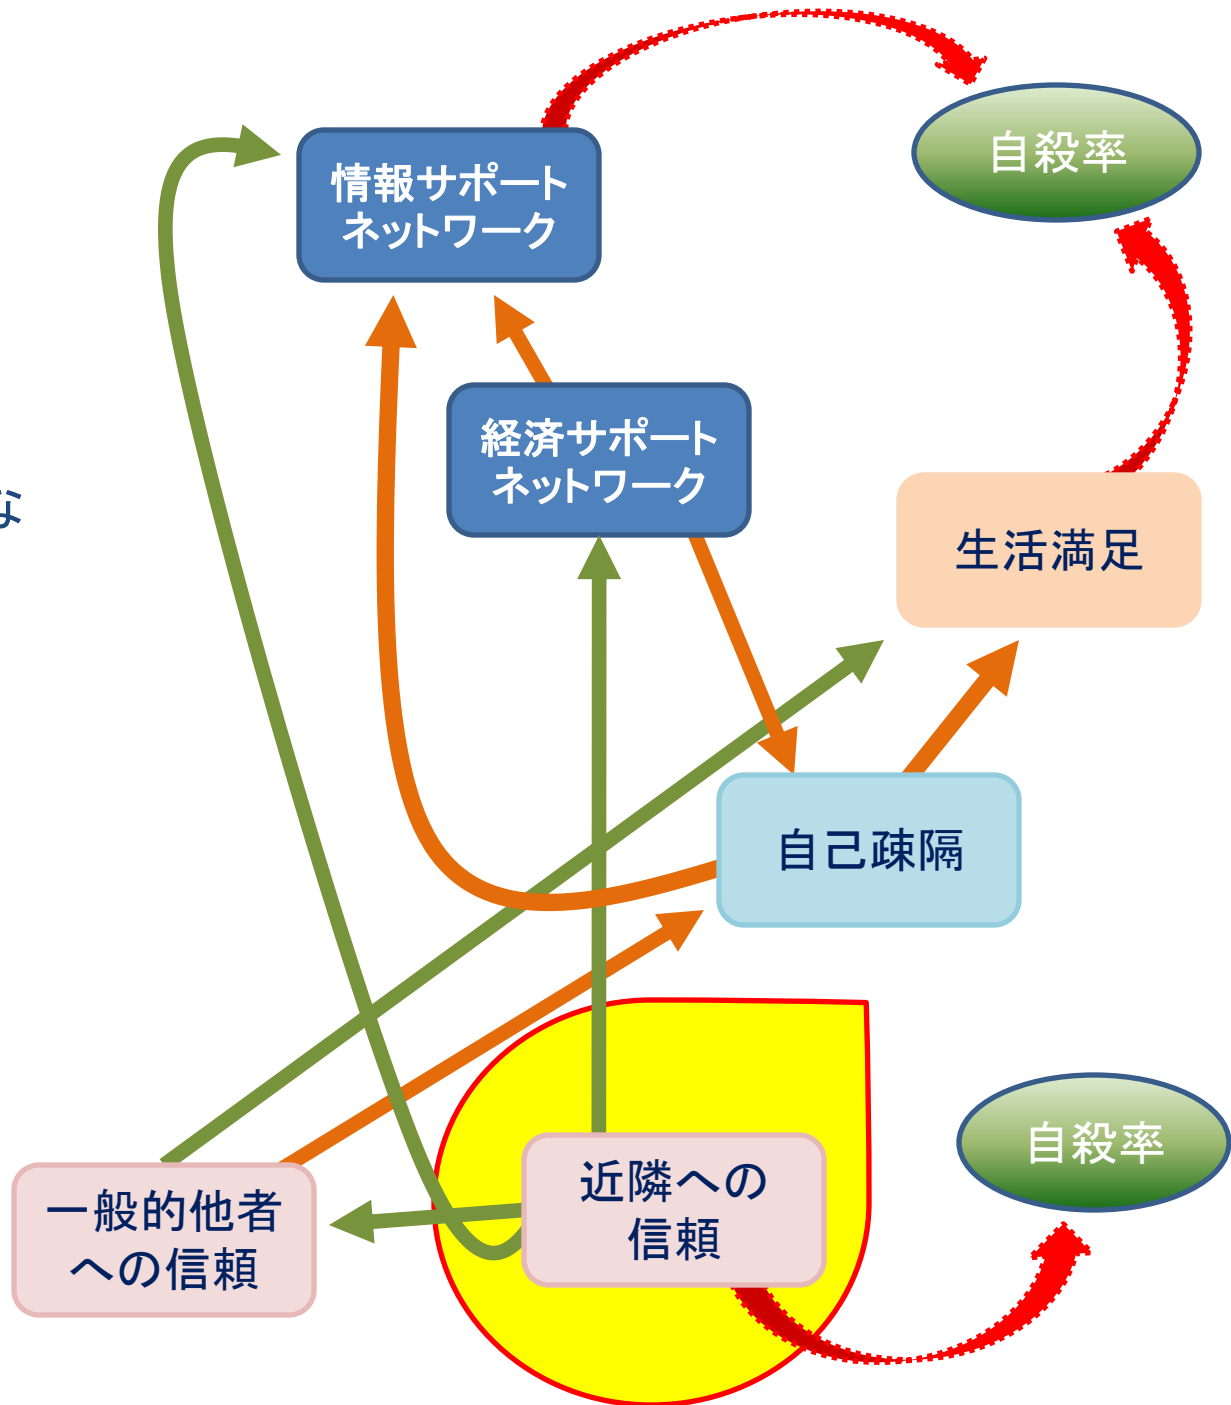 自殺率
情報サポート
ネットワーク
経済サポート
ネットワーク
な
生活満足
自己疎隔
自殺率
近隣への
信頼
一般的他者
への信頼